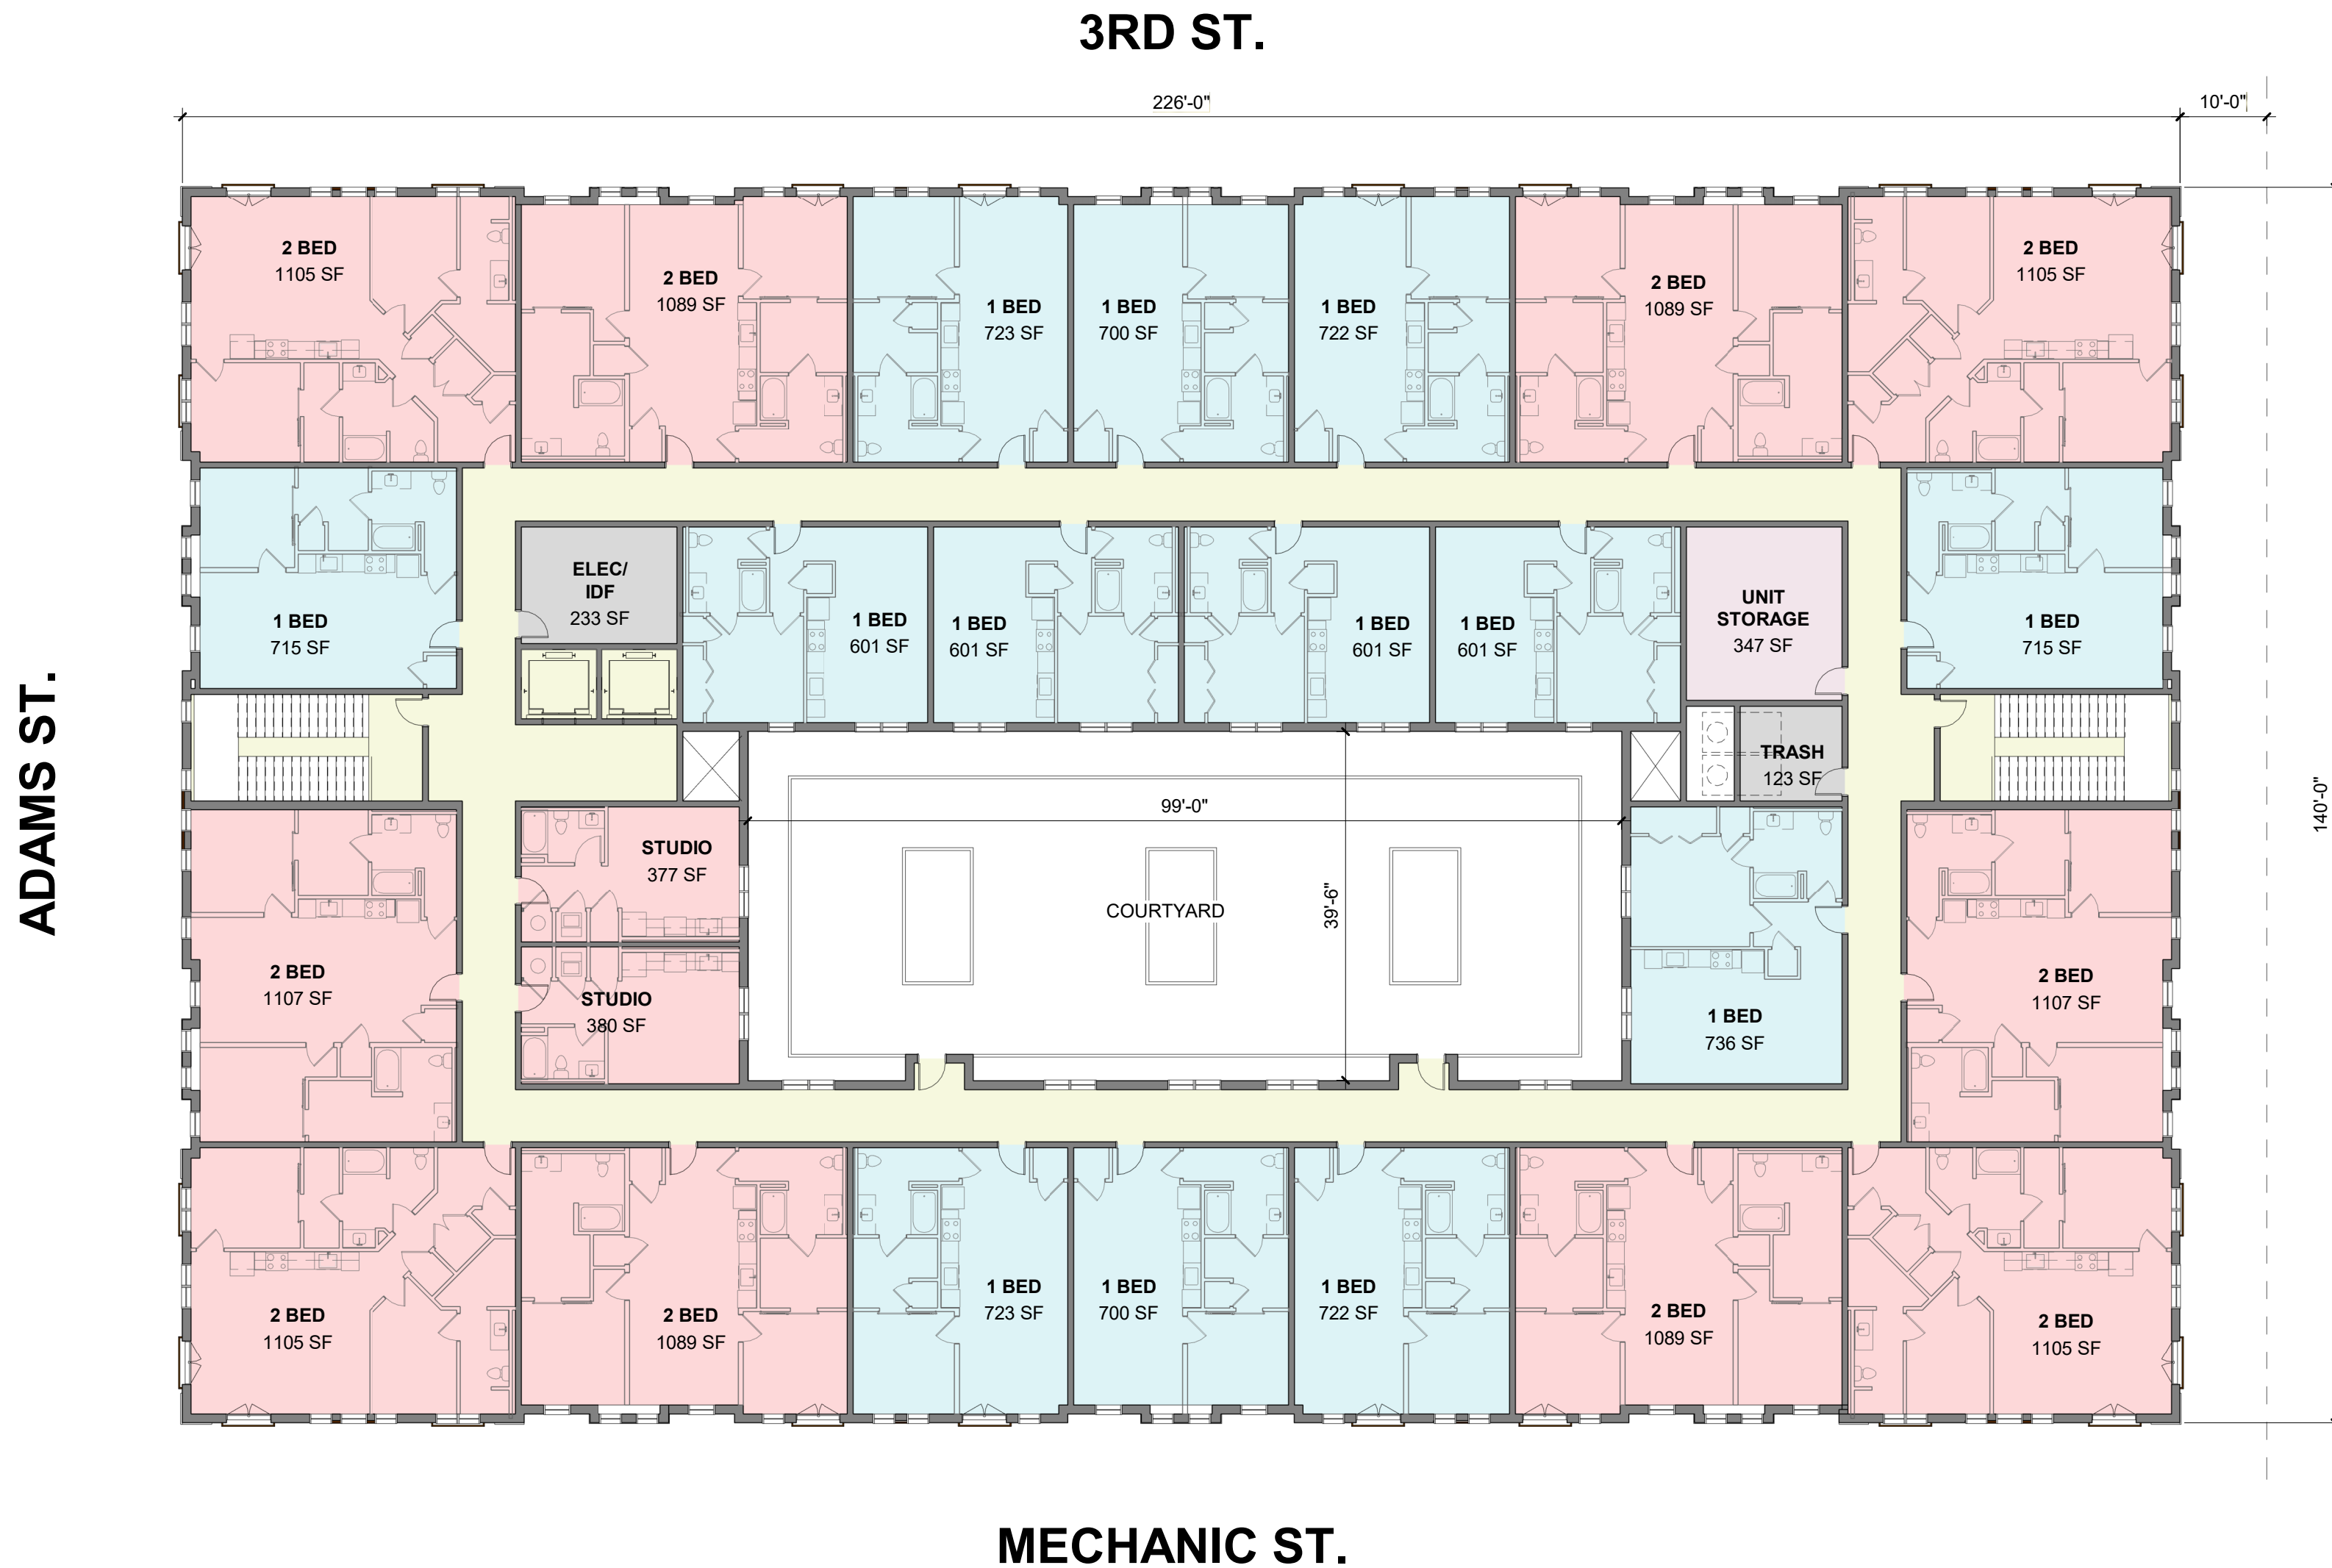 3RD ST.
226'-0"
10'-0"
2 BED
1105 SF
2 BED
1089 SF
1 BED
723 SF
1 BED
700 SF
1 BED
722 SF
2 BED
1089 SF
2 BED
1105 SF
1 BED
715 SF
ELEC/
IDF
233 SF
1 BED
601 SF
1 BED
601 SF
1 BED
601 SF
1 BED
601 SF
UNIT
STORAGE
347 SF
1 BED
715 SF
TRASH
123 SF
ADAMS ST.
140'-0"
99'-0"
39'-6"
COURTYARD
STUDIO
377 SF
STUDIO
380 SF
2 BED
1107 SF
1 BED
736 SF
2 BED
1107 SF
2 BED
1105 SF
2 BED
1089 SF
1 BED
723 SF
1 BED
700 SF
1 BED
722 SF
2 BED
1089 SF
2 BED
1105 SF
MECHANIC ST.